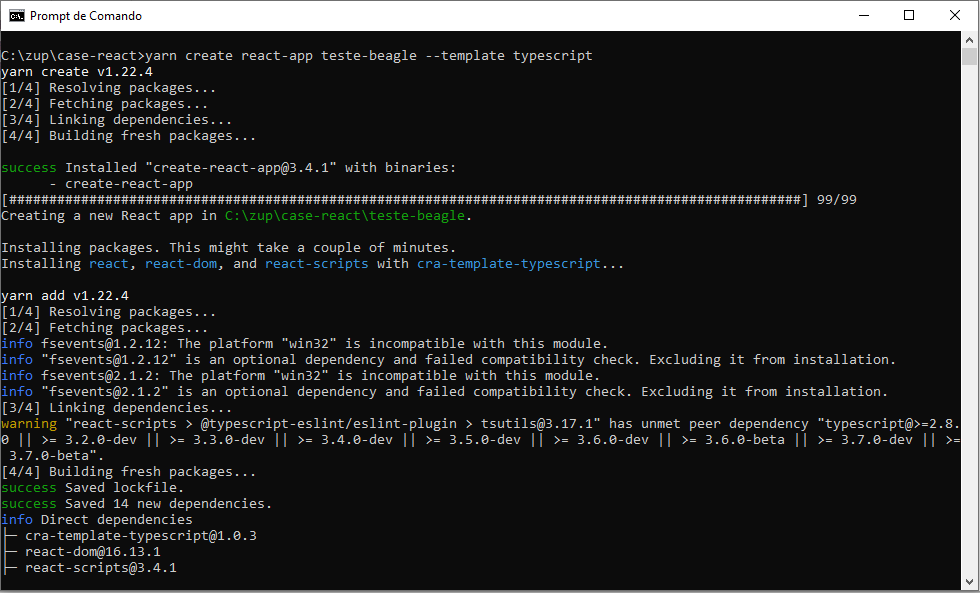 Prompt de Comando
C:\zup\case-react>yarn create react-app teste-beagle --template typescript
yarn create v1.22.4
[1/4] Resolving packages...
[2/4] Fetching packages...
[3/4] Linking dependencies...
[4/4] Building fresh packages...
success Installed "create-react-app@3.4.1" with binaries:
      - create-react-app
[###################################################################################################] 99/99
Creating a new React app in C:\zup\case-react\teste-beagle.
Installing packages. This might take a couple of minutes.
Installing react, react-dom, and react-scripts with cra-template-typescript...
yarn add v1.22.4
[1/4] Resolving packages...
[2/4] Fetching packages...
info fsevents@1.2.12: The platform "win32" is incompatible with this module.
info "fsevents@1.2.12" is an optional dependency and failed compatibility check. Excluding it from installation.
info fsevents@2.1.2: The platform "win32" is incompatible with this module.
info "fsevents@2.1.2" is an optional dependency and failed compatibility check. Excluding it from installation.
[3/4] Linking dependencies...
warning "react-scripts > @typescript-eslint/eslint-plugin > tsutils@3.17.1" has unmet peer dependency "typescript@>=2.8.
0 || >= 3.2.0-dev || >= 3.3.0-dev || >= 3.4.0-dev || >= 3.5.0-dev || >= 3.6.0-dev || >= 3.6.0-beta || >= 3.7.0-dev || >=
 3.7.0-beta".
[4/4] Building fresh packages...
success Saved lockfile.
success Saved 14 new dependencies.
info Direct dependencies
├─ cra-template-typescript@1.0.3
├─ react-dom@16.13.1
├─ react-scripts@3.4.1